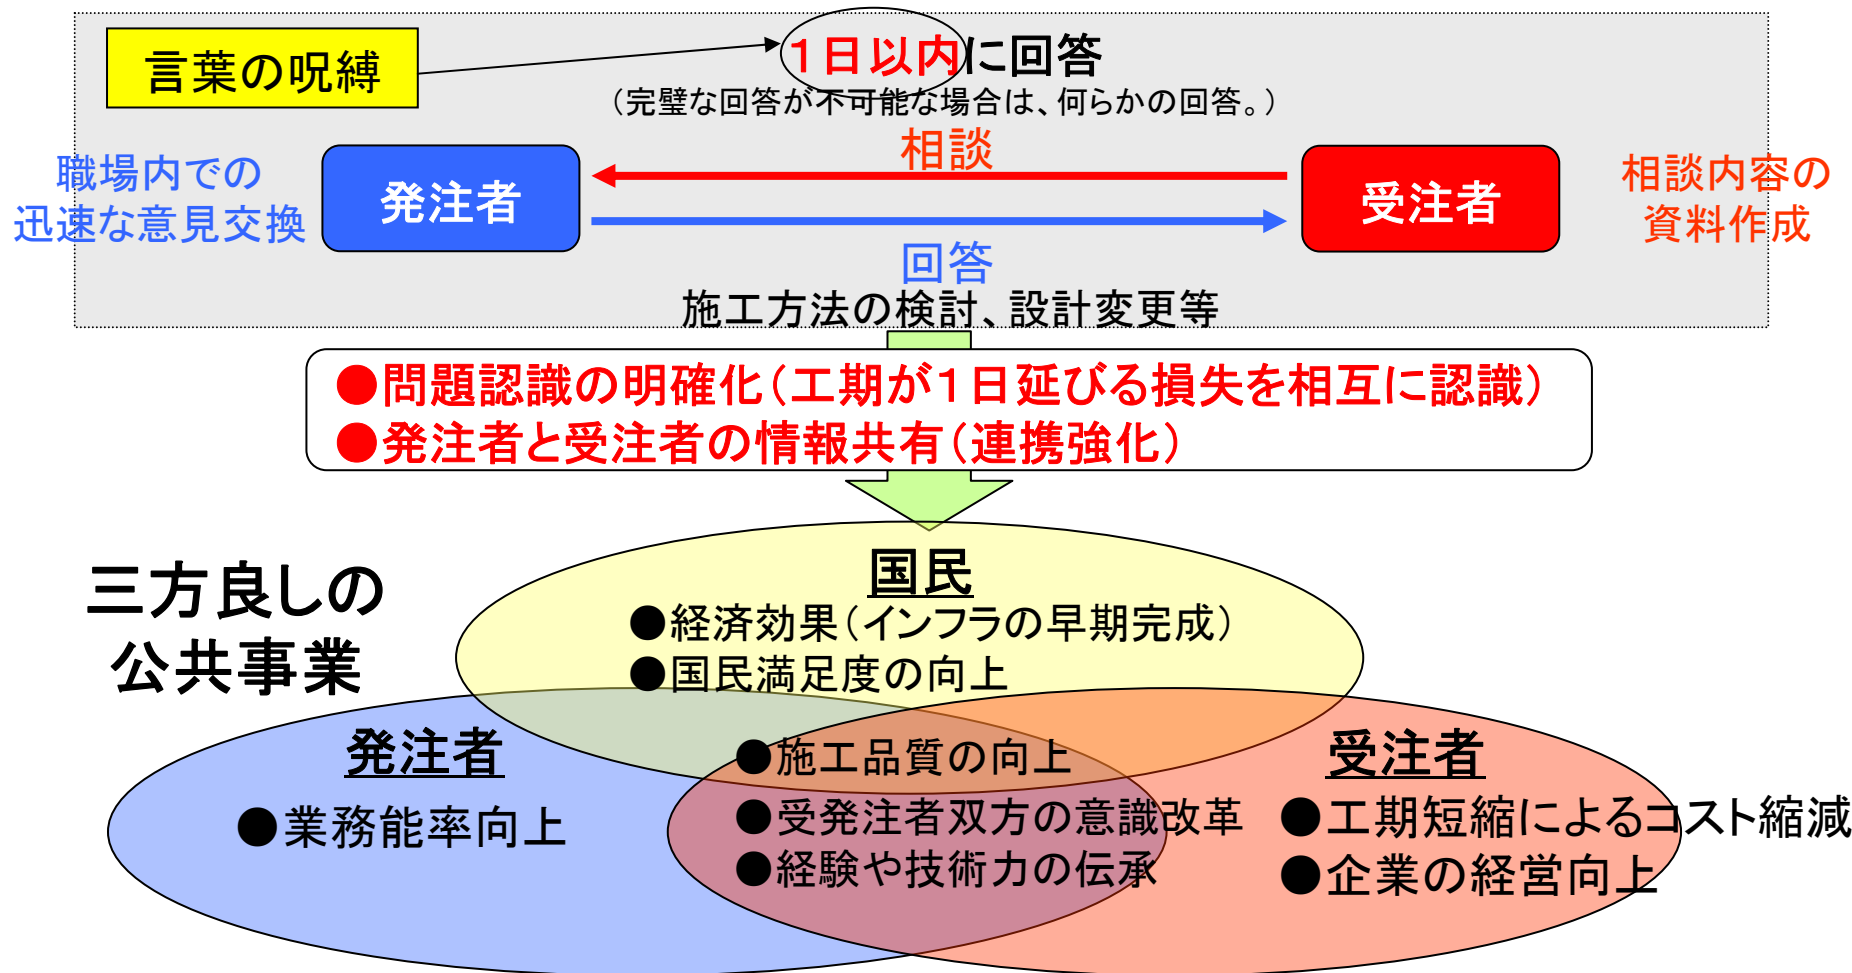 言葉の呪縛
１日以内に回答
（完璧な回答が不可能な場合は、何らかの回答。）
相談
職場内での
迅速な意見交換
発注者
受注者
相談内容の
資料作成
回答
施工方法の検討、設計変更等
●問題認識の明確化（工期が１日延びる損失を相互に認識）
●発注者と受注者の情報共有（連携強化）
三方良しの
公共事業
国民
●経済効果（インフラの早期完成）
●国民満足度の向上
発注者
●業務能率向上
●施工品質の向上
●受発注者双方の意識改革
●経験や技術力の伝承
受注者
●工期短縮によるコスト縮減
●企業の経営向上